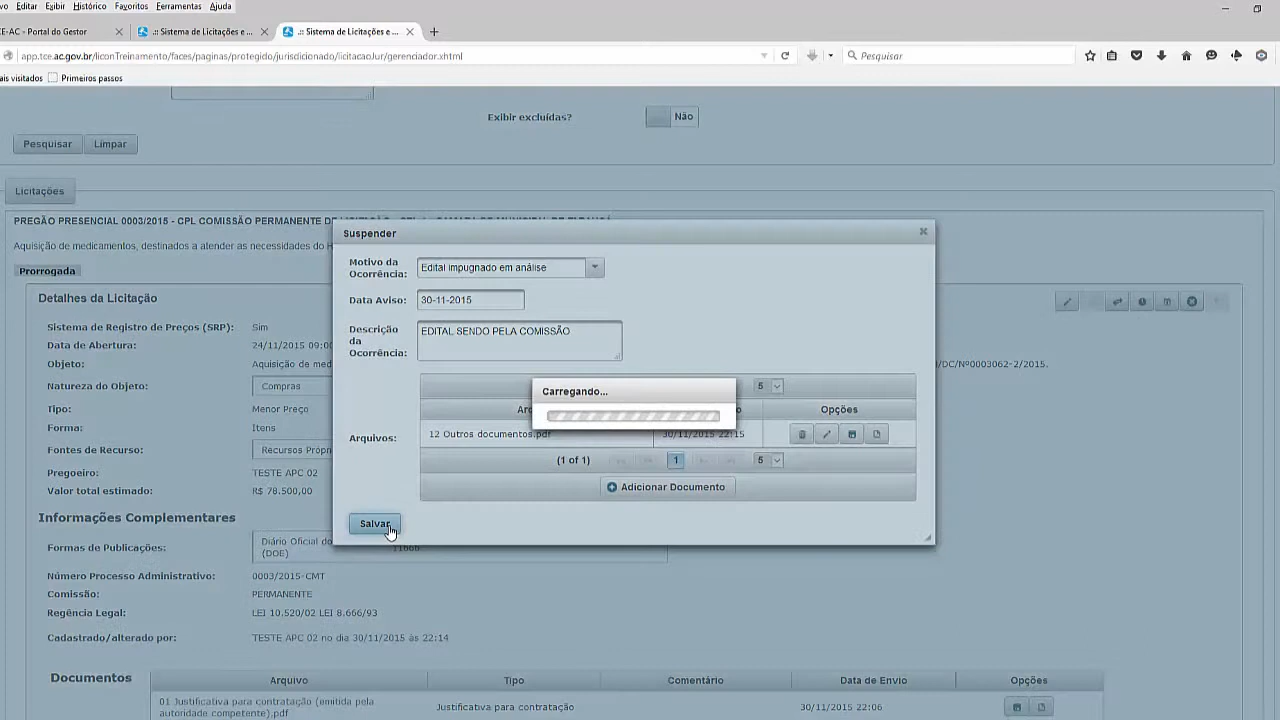 Editar Exibir Histórico Favoritos Ferramentas Ajuda
CE-AC - Portal do Gestor
.:: Sistema de Licitações e ...
.:: Sistema de Licitações e ...
app.tce.ac.gov.br/liconTreinamento/faces/paginas/protegido/jurisdicionado/licitacaoJur/gerenciador.xhtml
Pesquisar
ais visitados Primeiros passos
Exibir excluídas? Não
Pesquisar Limpar
Licitações
PREGÃO PRESENCIAL 0003/2015 - CPL COMISSÃO PERMANENTE DE LICITAÇÃO
Aquisição de medicamentos, destinados a atender as necessidades do H
Prorrogada
Detalhes da Licitação
Sistema de Registro de Preços (SRP): Sim
Data de Abertura: 24/11/2015 09:00
Objeto: Aquisição de med
/DC/Nº0003062-2/2015.
Natureza do Objeto: Compras
Tipo: Menor Preço
Forma: Itens
Fontes de Recurso: Recursos Própri
Pregoeiro: TESTE APC 02
Valor total estimado: R$ 78.500,00
Informações Complementares
Formas de Publicações: Diário Oficial do
(DOE)
11666
Número Processo Administrativo: 0003/2015-CMT
Comissão: PERMANENTE
Regência Legal: LEI 10.520/02 LEI 8.666/93
Cadastrado/alterado por: TESTE APC 02 no dia 30/11/2015 às 22:14
Documentos
Arquivo Tipo Comentário Data de Envio Opções
01 Justificativa para contratação (emitida pela
autoridade competente).pdf
Justificativa para contratação 30/11/2015 22:06
Suspender
Motivo da
Ocorrência:
Edital impugnado em análise
Data Aviso: 30-11-2015
Descrição
da
Ocorrência:
EDITAL SENDO PELA COMISSÃO
5
Opções
Arquivos:
12 Outros documentos.pdf 30/11/2015 22:15
(1 of 1) 1 5
Adicionar Documento
Salvar
Carregando...